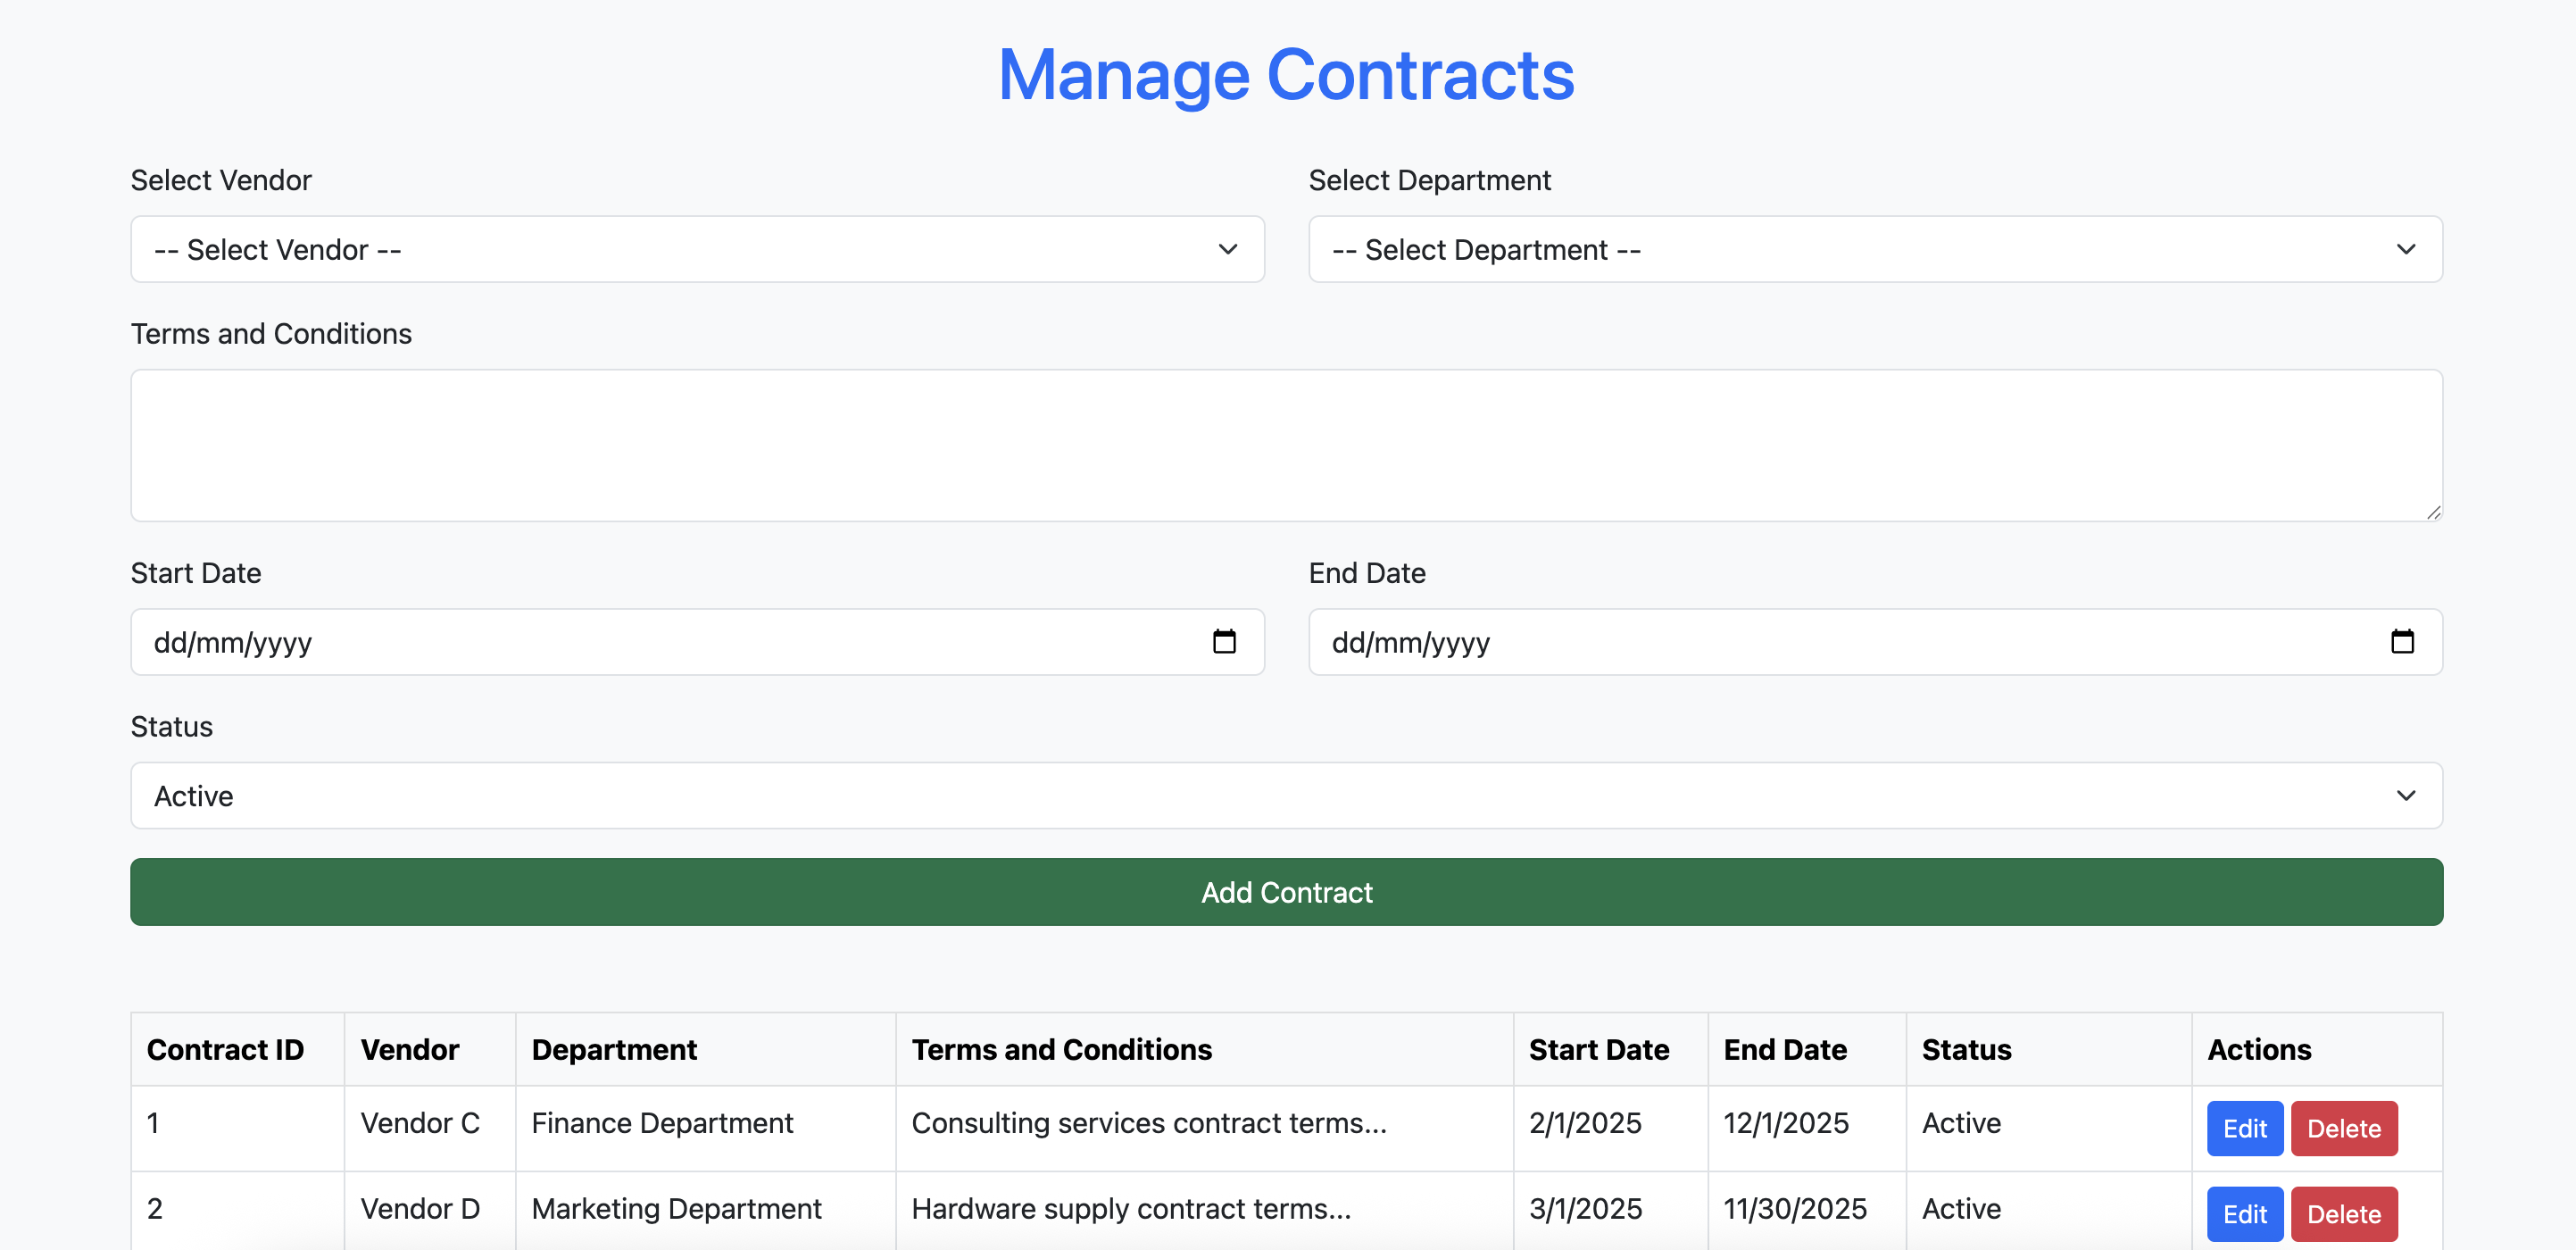 Manage Contracts
Select Vendor
Select Department
-- Select Vendor --
-- Select Department --
Terms and Conditions
Start Date
End Date
dd/mm/yyyy
dd/mm/yyyy
Status
Active
Add Contract
Contract ID Vendor Department Terms and Conditions Start Date End Date Status Actions
1 Vendor C Finance Department Consulting services contract terms... 2/1/2025 12/1/2025 Active Edit Delete
2 Vendor D Marketing Department Hardware supply contract terms... 3/1/2025 11/30/2025 Active Edit Delete